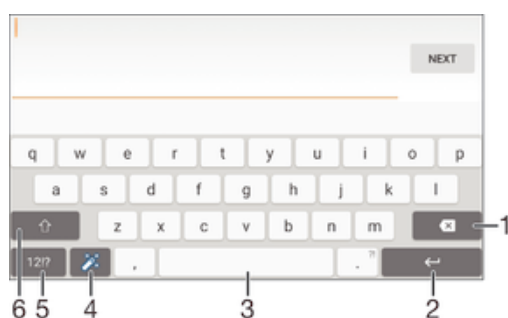 NEXT
q w e r t y u i o p
a s d f g h j k l
z x c v b n m 1
12!? , . ?!
6 5 4 3 2